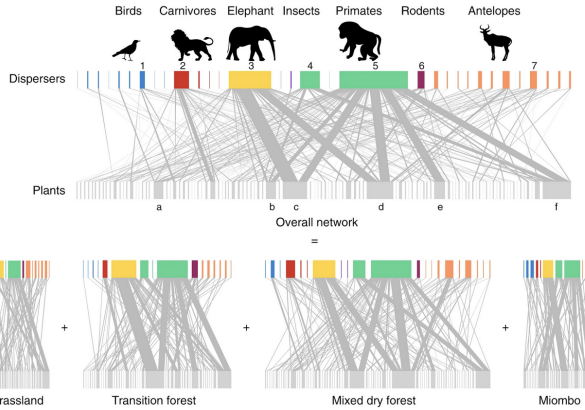 Birds Carnivores Elephant Insects Primates Rodents Antelopes
1 2 3 4 5 6 7
Dispersers
Plants
a b c d e f
Overall network
=
+ + +
rassland Transition forest Mixed dry forest Miombo